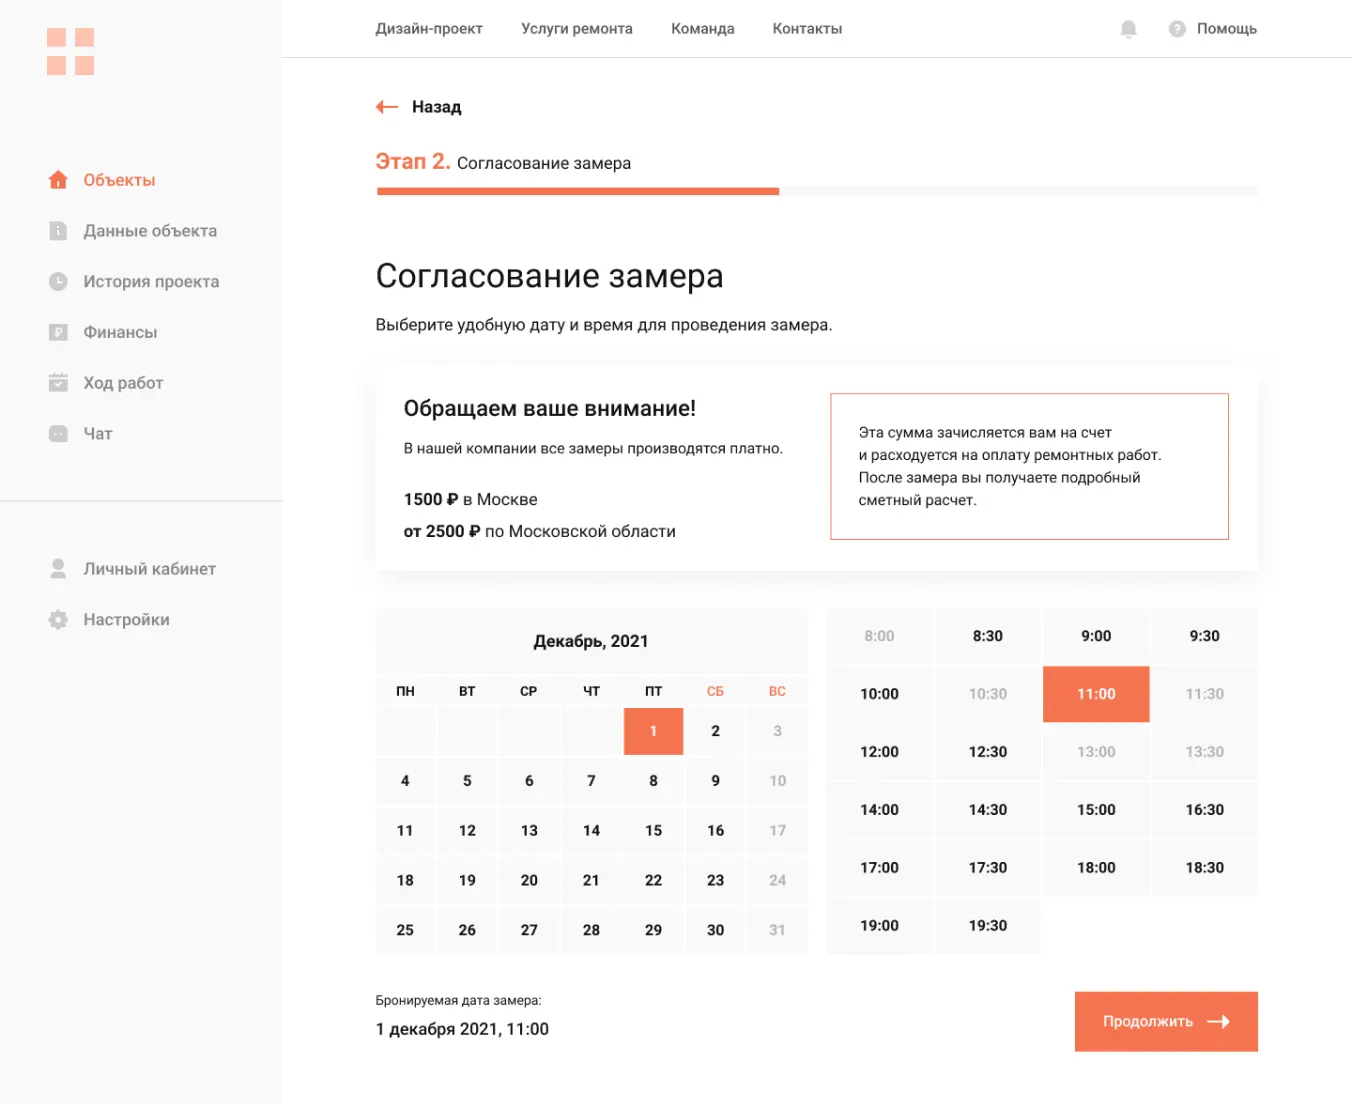 Дизайн-проект
Услуги ремонта
Команда
Контакты
Помощь
Объекты
Данные объекта
История проекта
Финансы
Ход работ
Чат
Личный кабинет
Настройки
Назад
Этап 2. Согласование замера
Согласование замера
Выберите удобную дату и время для проведения замера.
Обращаем ваше внимание!
В нашей компании все замеры производятся платно.
1500 ₽ в Москве
от 2500 ₽ по Московской области
Эта сумма зачисляется вам на счет
и расходуется на оплату ремонтных работ.
После замера вы получаете подробный
сметный расчет.
Декабрь, 2021
ПН ВТ СР ЧТ ПТ СБ ВС
1 2 3
4 5 6 7 8 9 10
11 12 13 14 15 16 17
18 19 20 21 22 23 24
25 26 27 28 29 30 31
8:00 8:30 9:00 9:30
10:00 10:30 11:00 11:30
12:00 12:30 13:00 13:30
14:00 14:30 15:00 16:30
17:00 17:30 18:00 18:30
19:00 19:30
Бронируемая дата замера:
1 декабря 2021, 11:00
Продолжить